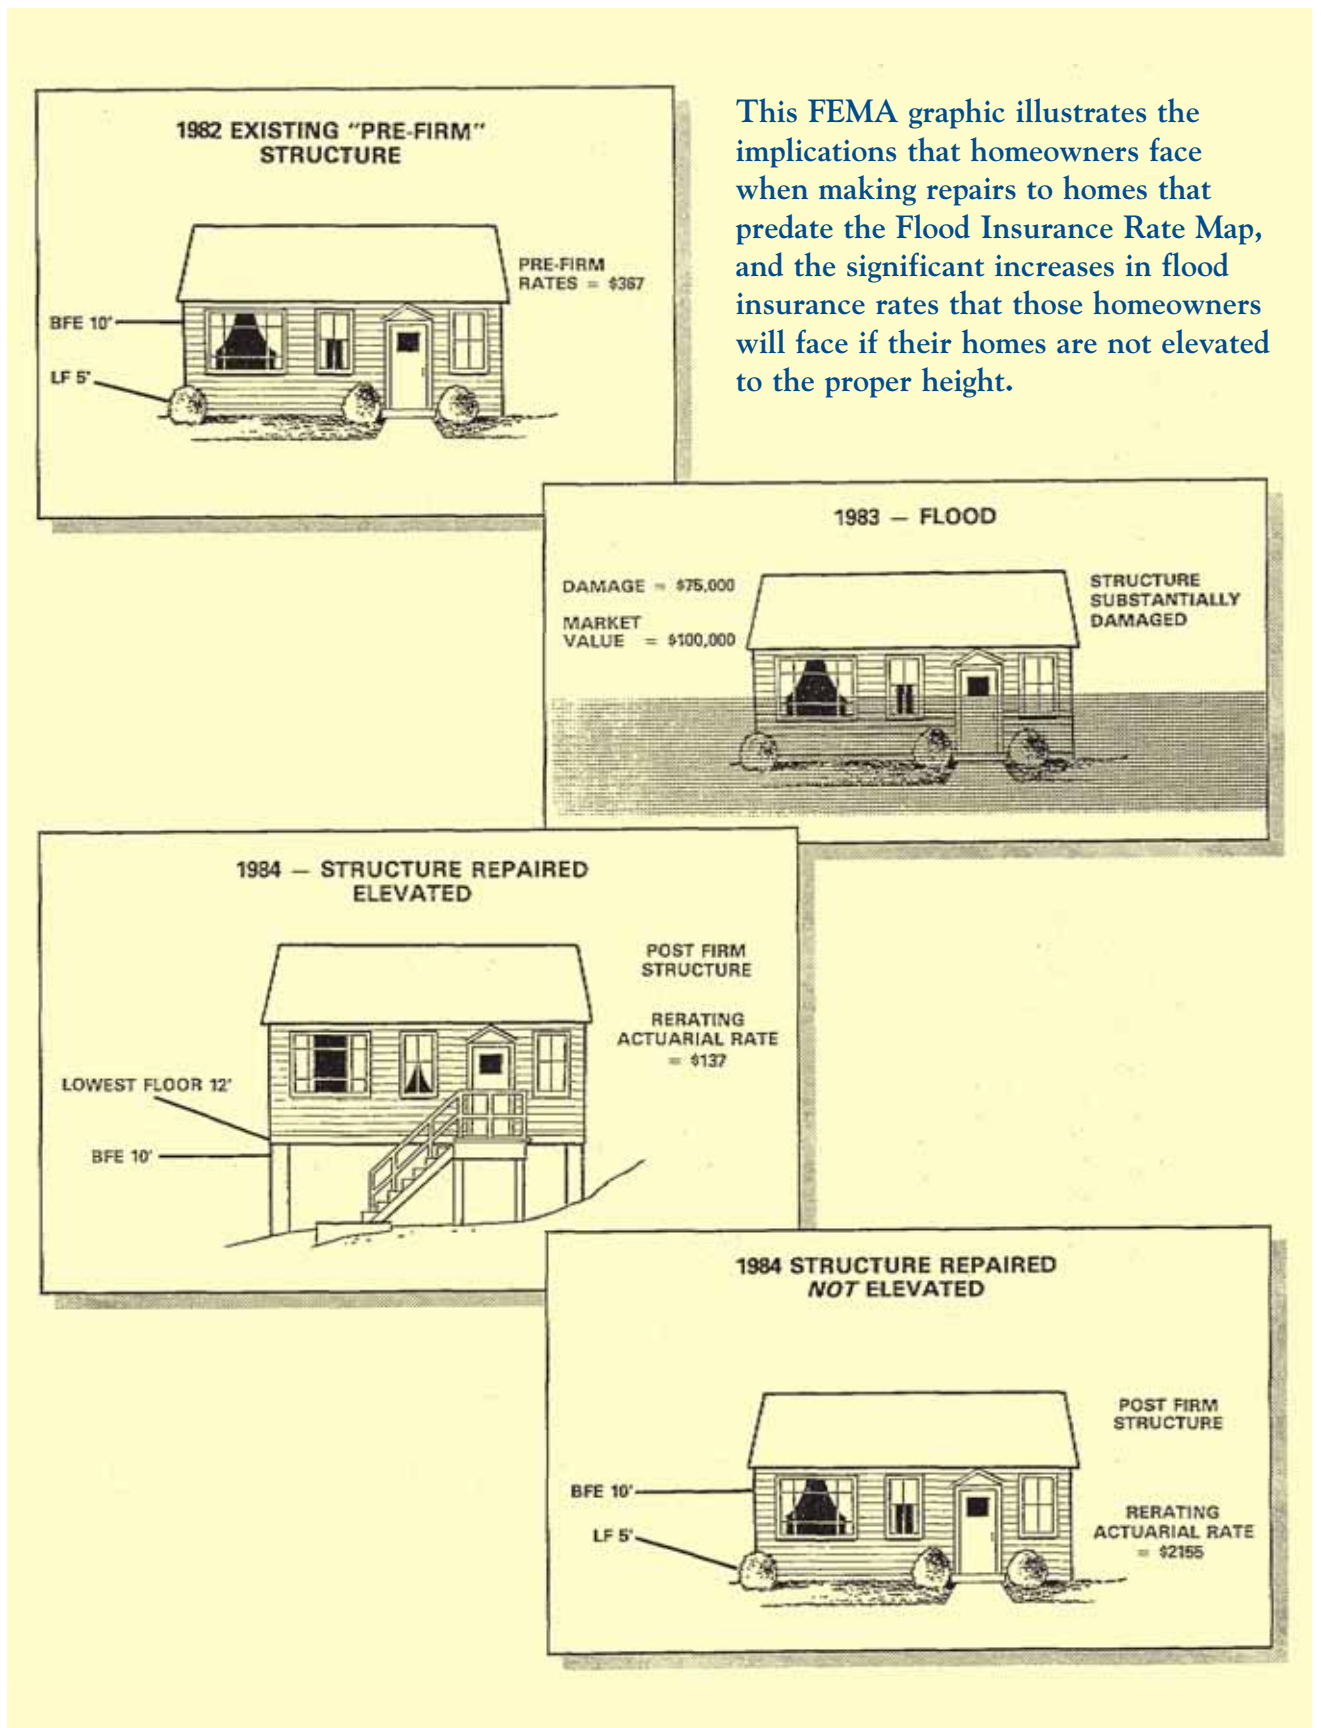 1982 EXISTING "PRE-FIRM"
STRUCTURE
PRE-FIRM
RATES = $367
BFE 10'
LF 5'
This FEMA graphic illustrates the
implications that homeowners face
when making repairs to homes that
predate the Flood Insurance Rate Map,
and the significant increases in flood
insurance rates that those homeowners
will face if their homes are not elevated
to the proper height.
1983 — FLOOD
DAMAGE = $75,000
MARKET
VALUE = $100,000
STRUCTURE
SUBSTANTIALLY
DAMAGED
1984 — STRUCTURE REPAIRED
ELEVATED
POST FIRM
STRUCTURE
RERATING
ACTUARIAL RATE
= $137
LOWEST FLOOR 12'
BFE 10'
1984 STRUCTURE REPAIRED
NOT ELEVATED
POST FIRM
STRUCTURE
BFE 10'
LF 5'
RERATING
ACTUARIAL RATE
= $2155